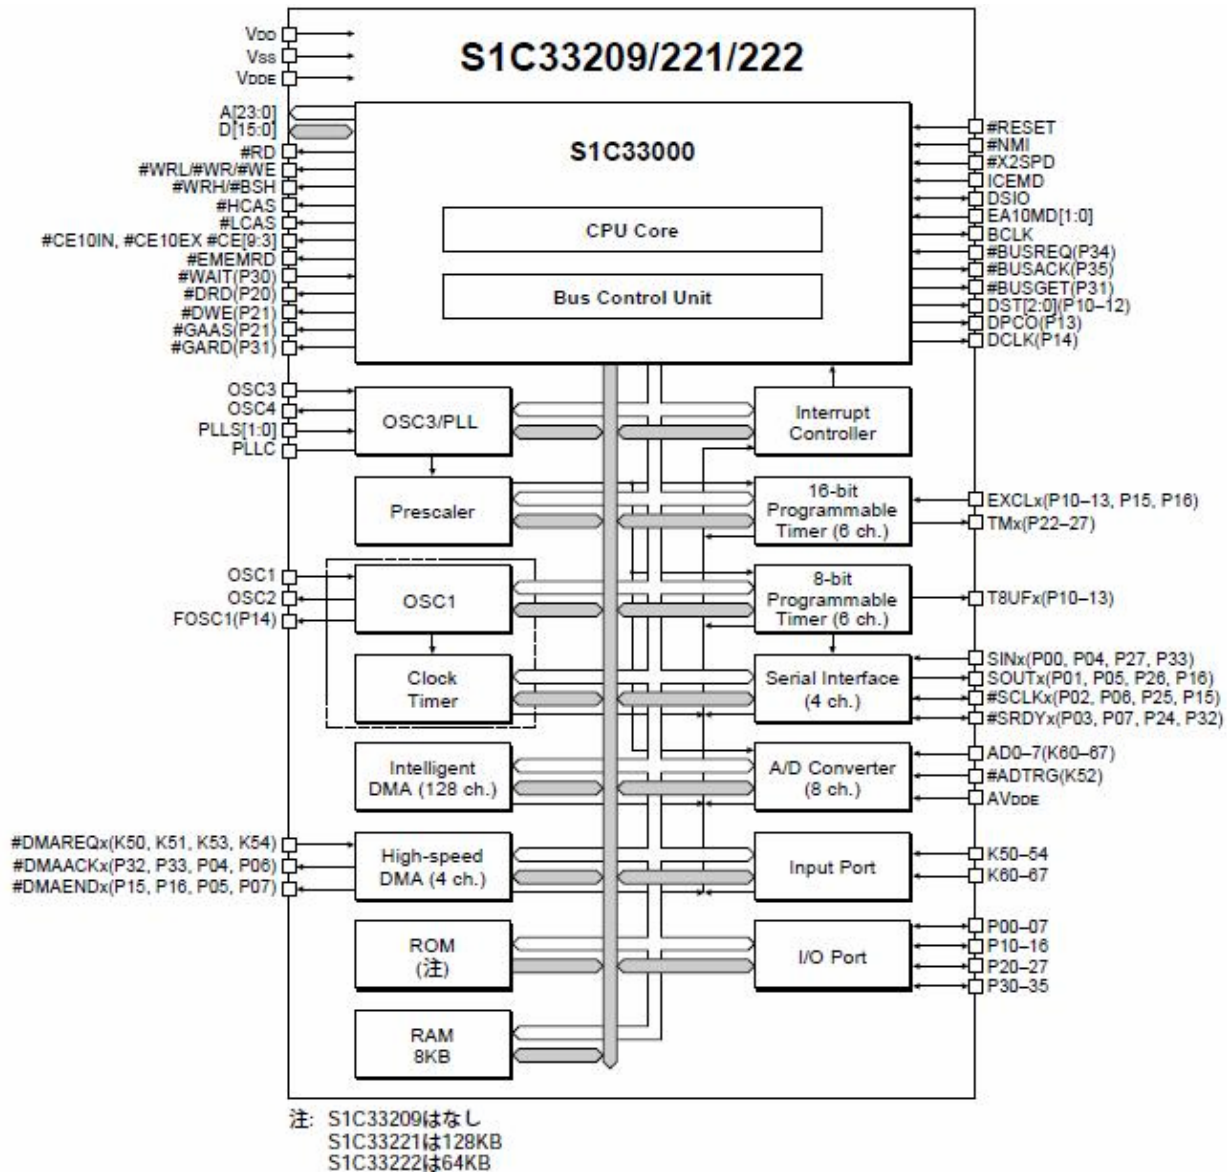 S1C33209/221/222
VDD
VSS
VDDE
A[23:0]
D[15:0]
#RD
#WRL/#WR/#WE
#WRH/#BSH
#HCAS
#LCAS
#CE10IN, #CE10EX #CE[9:3]
#EMEMRD
#WAIT(P30)
#DRD(P20)
#DWE(P21)
#GAAS(P21)
#GARD(P31)
S1C33000
CPU Core
Bus Control Unit
#RESET
#NMI
#X2SPD
ICEMD
DSIO
EA10MD[1:0]
BCLK
#BUSREQ(P34)
#BUSACK(P35)
#BUSGET(P31)
DST[2:0](P10–12)
DPCO(P13)
DCLK(P14)
OSC3
OSC4
PLLS[1:0]
PLLC
OSC3/PLL
Interrupt
Controller
Prescaler
16-bit
Programmable
Timer (6 ch.)
EXCLx(P10–13, P15, P16)
TMx(P22–27)
OSC1
OSC2
FOSC1(P14)
OSC1
8-bit
Programmable
Timer (6 ch.)
T8UFx(P10–13)
Clock
Timer
Serial Interface
(4 ch.)
SINx(P00, P04, P27, P33)
SOUTx(P01, P05, P26, P16)
#SCLKx(P02, P06, P25, P15)
#SRDYx(P03, P07, P24, P32)
Intelligent
DMA (128 ch.)
A/D Converter
(8 ch.)
AD0–7(K60–67)
#ADTRG(K52)
AVDDE
#DMAREQx(K50, K51, K53, K54)
#DMAACKx(P32, P33, P04, P06)
#DMAENDx(P15, P16, P05, P07)
High-speed
DMA (4 ch.)
Input Port
K50–54
K60–67
ROM
(注)
I/O Port
P00–07
P10–16
P20–27
P30–35
RAM
8KB
注: S1C33209はなし
S1C33221は128KB
S1C33222は64KB